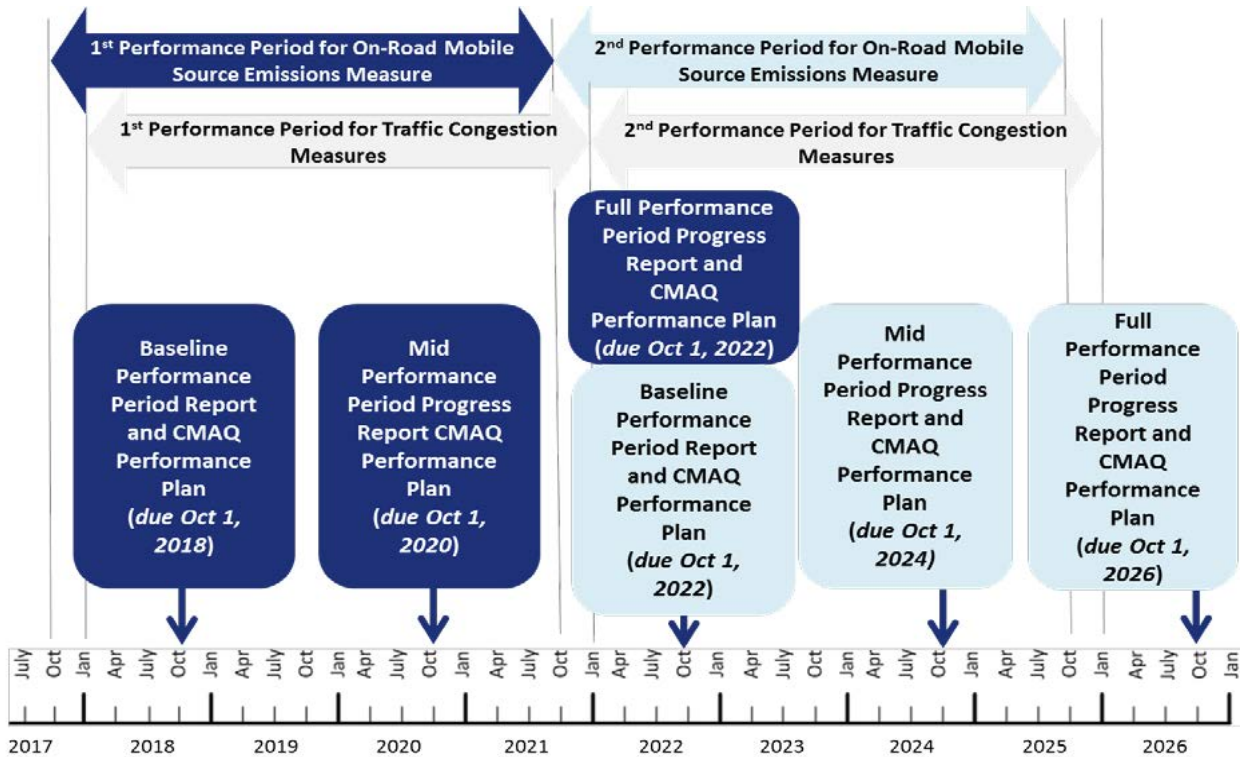 1st Performance Period for On-Road Mobile
Source Emissions Measure
2nd Performance Period for On-Road Mobile
Source Emissions Measure
1st Performance Period for Traffic Congestion
Measures
2nd Performance Period for Traffic Congestion
Measures
Baseline
Performance
Period Report
and CMAQ
Performance
Plan
(due Oct 1,
2018)
Mid
Performance
Period Progress
Report CMAQ
Performance
Plan
(due Oct 1,
2020)
Full Performance
Period Progress
Report and
CMAQ
Performance Plan
(due Oct 1, 2022)
Baseline
Performance
Period Report
and CMAQ
Performance
Plan
(due Oct 1,
2022)
Mid
Performance
Period Progress
Report and
CMAQ
Performance
Plan
(due Oct 1,
2024)
Full
Performance
Period
Progress
Report and
CMAQ
Performance
Plan
(due Oct 1,
2026)
July Oct Jan Apr July Oct Jan Apr July Oct Jan Apr July Oct Jan Apr July Oct Jan Apr July Oct Jan Apr July Oct Jan Apr July Oct Jan Apr July Oct Jan Apr July Oct Jan
2017 2018 2019 2020 2021 2022 2023 2024 2025 2026